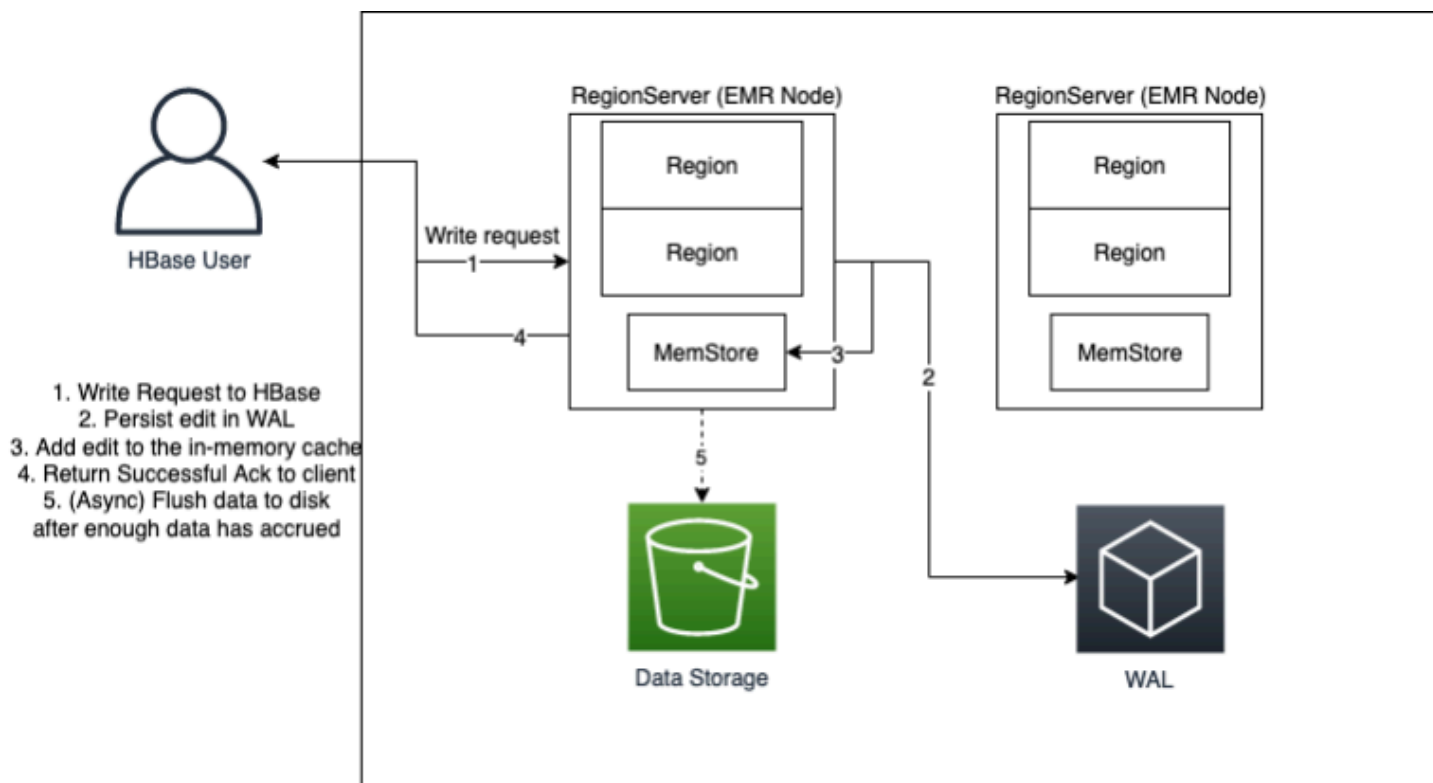 RegionServer (EMR Node)
RegionServer (EMR Node)
Region
Region
Region
Region
MemStore
MemStore
Write request
1
4
3
2
5
HBase User
1. Write Request to HBase
2. Persist edit in WAL
3. Add edit to the in-memory cache
4. Return Successful Ack to client
5. (Async) Flush data to disk
after enough data has accrued
Data Storage
WAL